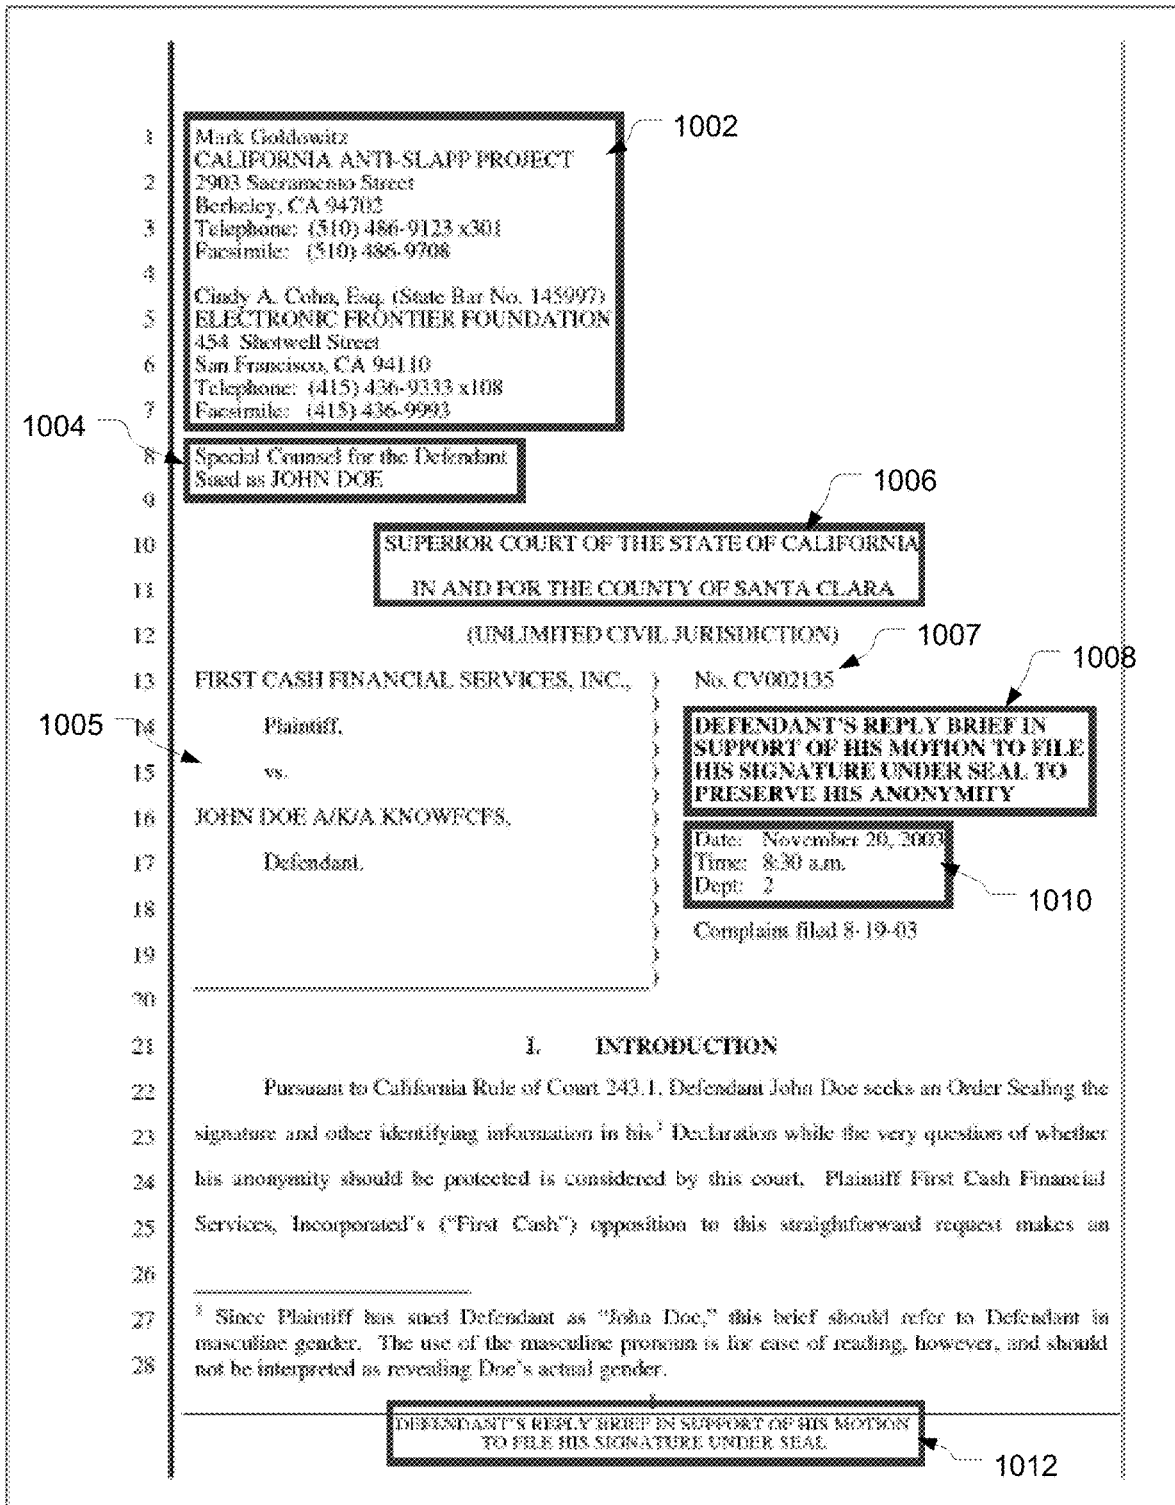 1002
1 Mark Goldowitz
CALIFORNIA ANTI-SLAPP PROJECT
2 2903 Sacramento Street
Berkeley, CA 94702
3 Telephone: (510) 486-9123 x301
Facsimile: (510) 486-9708
4
Cindy A. Cohn, Esq. (State Bar No. 145997)
5 ELECTRONIC FRONTIER FOUNDATION
454 Shotwell Street
6 San Francisco, CA 94110
Telephone: (415) 436-9333 x108
7 Facsimile: (415) 436-9993
1004
8 Special Counsel for the Defendant
Sued as JOHN DOE
9
1006
10 SUPERIOR COURT OF THE STATE OF CALIFORNIA
11 IN AND FOR THE COUNTY OF SANTA CLARA
12 (UNLIMITED CIVIL JURISDICTION)
1007
13 FIRST CASH FINANCIAL SERVICES, INC.,
14 Plaintiff,
1005
15 vs.
16 JOHN DOE A/K/A KNOWFCFS,
17 Defendant.
18
19
20
)
)
)
)
)
)
)
)
)
)
)
)
)
)
No. CV002135
1008
DEFENDANT'S REPLY BRIEF IN
SUPPORT OF HIS MOTION TO FILE
HIS SIGNATURE UNDER SEAL TO
PRESERVE HIS ANONYMITY
Date: November 20, 2003
Time: 8:30 a.m.
Dept: 2
1010
Complaint filed 8-19-03
21 I. INTRODUCTION
22 Pursuant to California Rule of Court 243.1, Defendant John Doe seeks an Order Sealing the
23 signature and other identifying information in his Declaration while the very question of whether
24 his anonymity should be protected is considered by this court. Plaintiff First Cash Financial
25 Services, Incorporated's ("First Cash") opposition to this straightforward request makes an
26
27 Since Plaintiff has sued Defendant as "John Doe," this brief should refer to Defendant in
masculine gender. The use of the masculine pronoun is for ease of reading, however, and should
28 not be interpreted as revealing Doe's actual gender.
DEFENDANT'S REPLY BRIEF IN SUPPORT OF HIS MOTION
TO FILE HIS SIGNATURE UNDER SEAL
1012